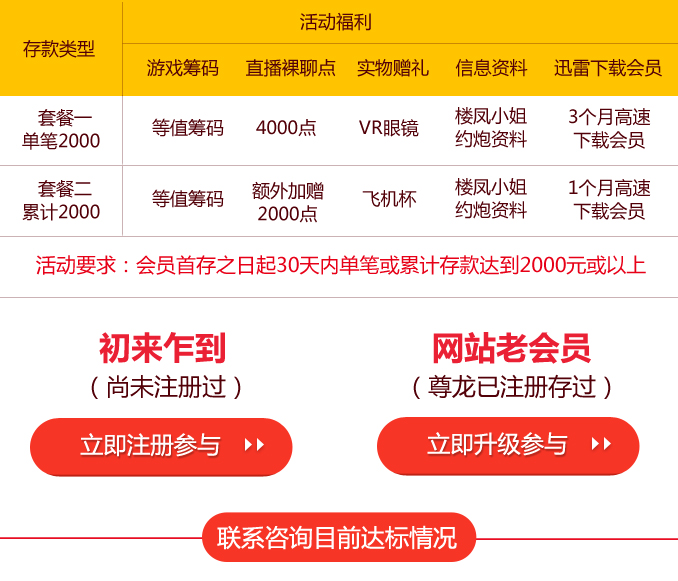 存款类型
活动福利
游戏筹码 直播裸聊点 实物赠礼 信息资料 迅雷下载会员
套餐一
单笔2000
等值筹码
4000点
VR眼镜
楼凤小姐
约炮资料
3个月高速
下载会员
套餐二
累计2000
等值筹码
额外加赠
2000点
飞机杯
楼凤小姐
约炮资料
1个月高速
下载会员
活动要求：会员首存之日起30天内单笔或累计存款达到2000元或以上
初来乍到
（尚未注册过）
立即注册参与
网站老会员
（尊龙已注册存过）
立即升级参与
联系咨询目前达标情况